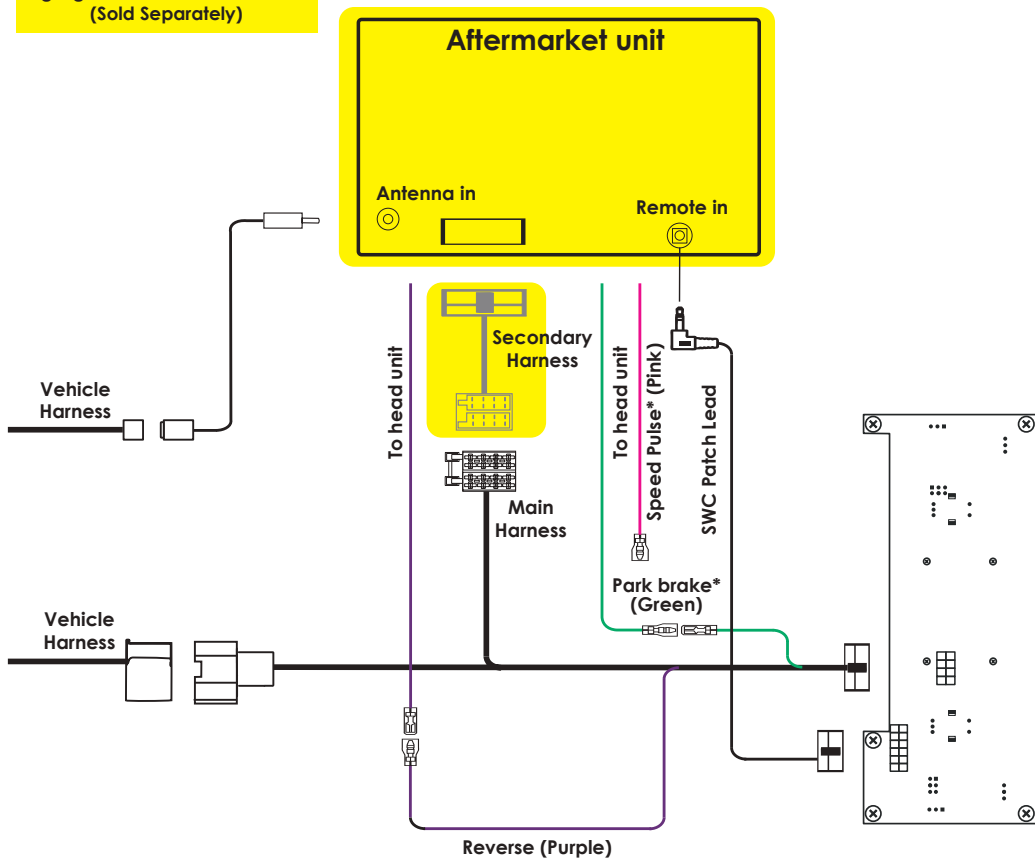 (Sold Separately)
Aftermarket unit
Antenna in
Remote in
Secondary
Harness
To head unit
To head unit
Speed Pulse* (Pink)
SWC Patch Lead
Vehicle
Harness
Main
Harness
Park brake*
(Green)
Vehicle
Harness
Reverse (Purple)